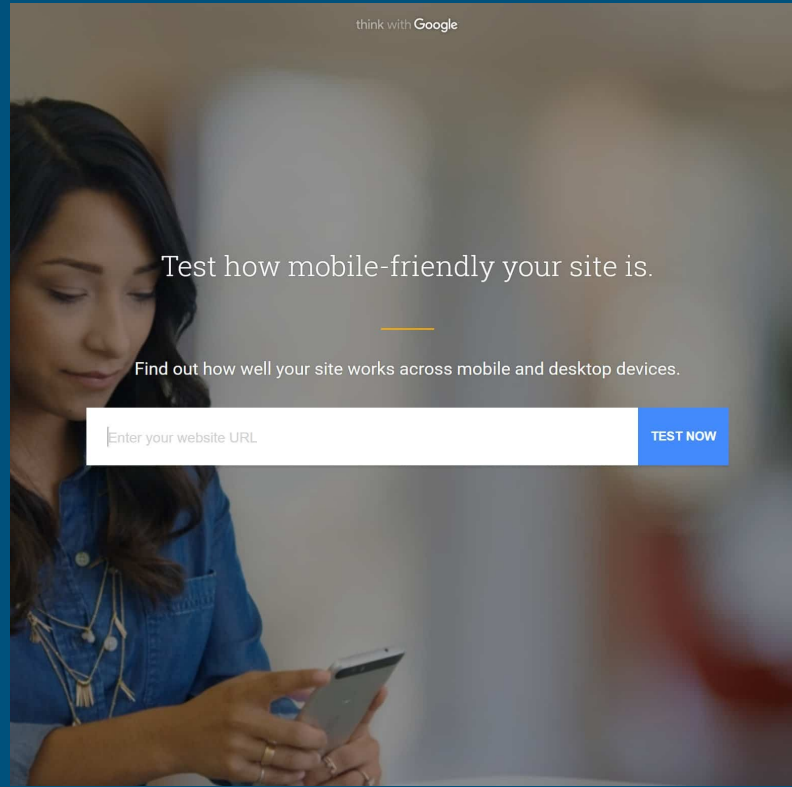 think with Google
Test how mobile-friendly your site is.
Find out how well your site works across mobile and desktop devices.
Enter your website URL
TEST NOW